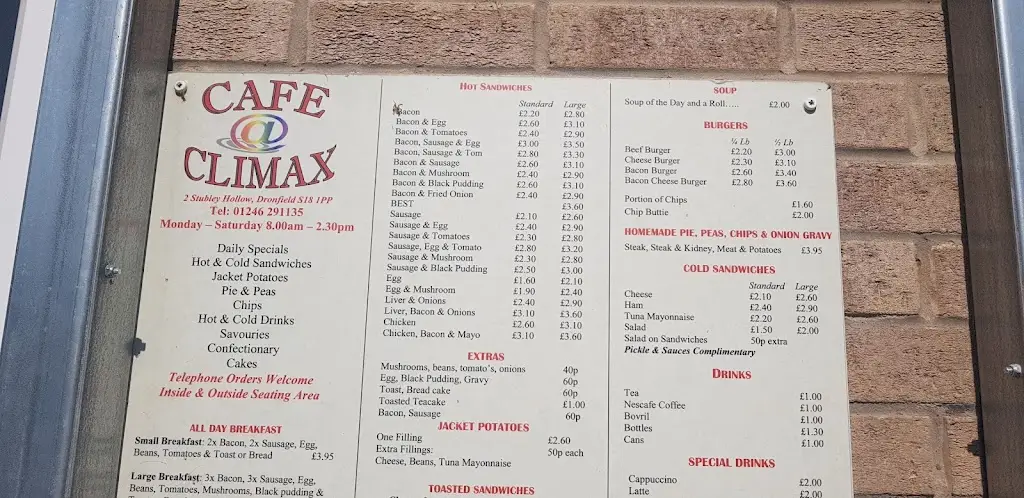 CAFE
@
CLIMAX
2 Stubley Hollow, Dronfield S18 1PP
Tel: 01246 291135
Monday – Saturday 8.00am – 2.30pm
Daily Specials
Hot & Cold Sandwiches
Jacket Potatoes
Pie & Peas
Chips
Hot & Cold Drinks
Savouries
Confectionary
Cakes
Telephone Orders Welcome
Inside & Outside Seating Area
ALL DAY BREAKFAST
Small Breakfast: 2x Bacon, 2x Sausage, Egg,
Beans, Tomatoes & Toast or Bread £3.95
Large Breakfast: 3x Bacon, 3x Sausage, Egg,
Beans, Tomatoes, Mushrooms, Black pudding &
HOT SANDWICHES
Standard Large
Bacon £2.20 £2.80
Bacon & Egg £2.60 £3.10
Bacon & Tomatoes £2.40 £2.90
Bacon, Sausage & Egg £3.00 £3.50
Bacon, Sausage & Tom £2.80 £3.30
Bacon & Sausage £2.60 £3.10
Bacon & Mushroom £2.40 £2.90
Bacon & Black Pudding £2.60 £3.10
Bacon & Fried Onion £2.40 £2.90
BEST £3.60
Sausage £2.10 £2.60
Sausage & Egg £2.40 £2.90
Sausage & Tomatoes £2.30 £2.80
Sausage, Egg & Tomato £2.80 £3.20
Sausage & Mushroom £2.30 £2.80
Sausage & Black Pudding £2.50 £3.00
Egg £1.60 £2.10
Egg & Mushroom £1.90 £2.40
Liver & Onions £2.40 £2.90
Liver, Bacon & Onions £3.10 £3.60
Chicken £2.60 £3.10
Chicken, Bacon & Mayo £3.10 £3.60
EXTRAS
Mushrooms, beans, tomato's, onions 40p
Egg, Black Pudding, Gravy 60p
Toast, Bread cake 60p
Toasted Teacake £1.00
Bacon, Sausage 60p
JACKET POTATOES
One Filling £2.60
Extra Fillings: 50p each
Cheese, Beans, Tuna Mayonnaise
TOASTED SANDWICHES
SOUP
Soup of the Day and a Roll..... £2.00
BURGERS
¼ Lb ½ Lb
Beef Burger £2.20 £3.00
Cheese Burger £2.30 £3.10
Bacon Burger £2.60 £3.40
Bacon Cheese Burger £2.80 £3.60
Portion of Chips £1.60
Chip Buttie £2.00
HOMEMADE PIE, PEAS, CHIPS & ONION GRAVY
Steak, Steak & Kidney, Meat & Potatoes £3.95
COLD SANDWICHES
Standard Large
Cheese £2.10 £2.60
Ham £2.40 £2.90
Tuna Mayonnaise £2.20 £2.60
Salad £1.50 £2.00
Salad on Sandwiches 50p extra
Pickle & Sauces Complimentary
DRINKS
Tea £1.00
Nescafe Coffee £1.00
Bovril £1.00
Bottles £1.30
Cans £1.00
SPECIAL DRINKS
Cappuccino £2.00
Latte £2.00